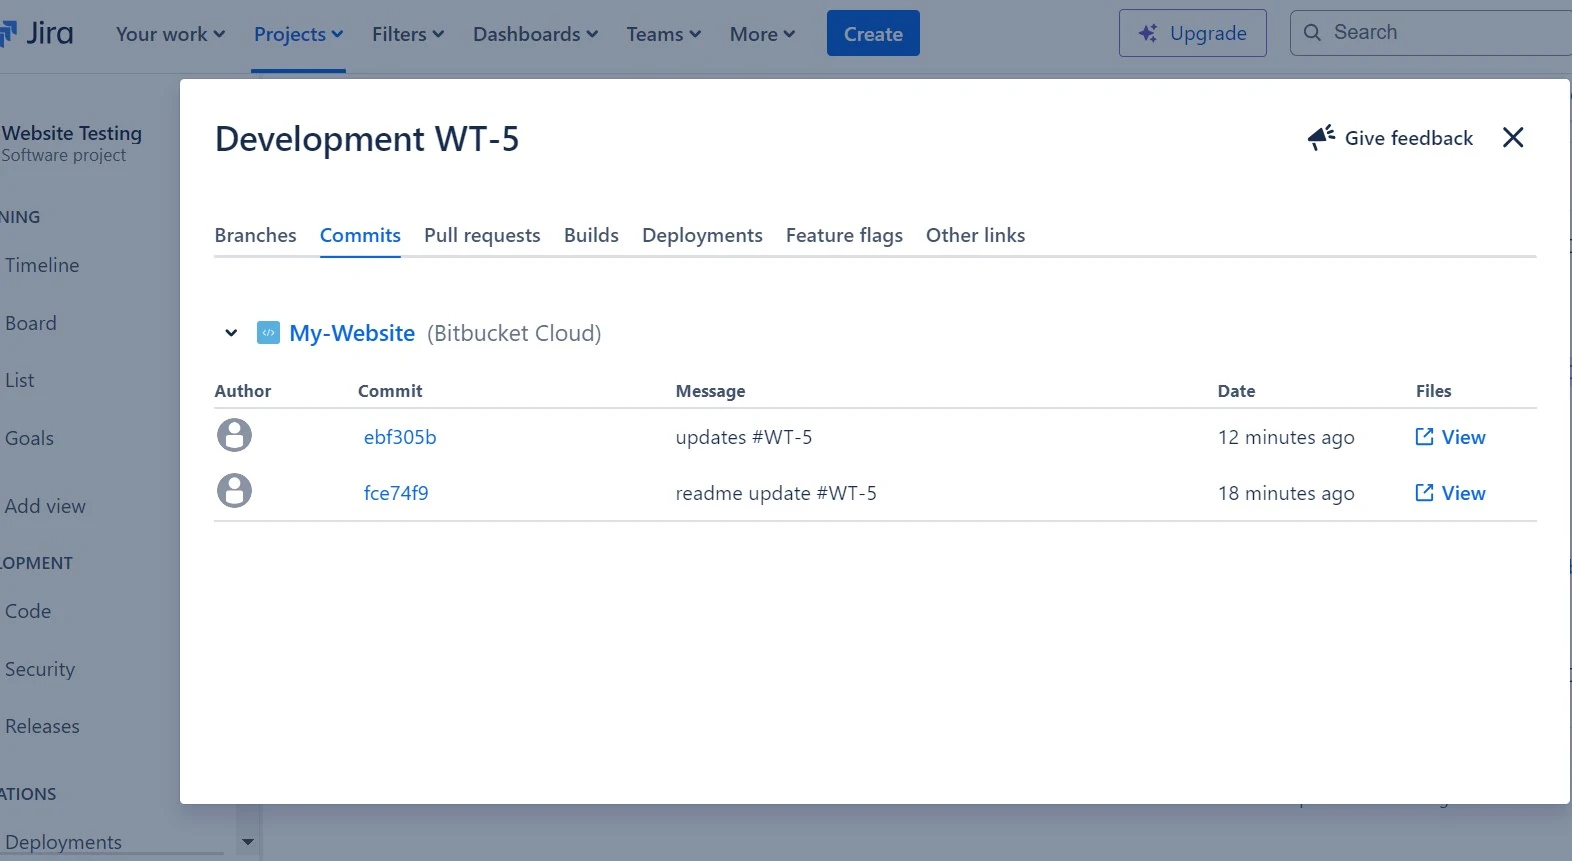 Jira Your work Projects Filters Dashboards Teams More Create Upgrade Search
Website Testing
Software project
NING
Timeline
Board
List
Goals
Add view
LOPMENT
Code
Security
Releases
ATIONS
Deployments
Development WT-5
Give feedback
Branches Commits Pull requests Builds Deployments Feature flags Other links
My-Website (Bitbucket Cloud)
Author Commit Message Date Files
ebf305b updates #WT-5 12 minutes ago View
fce74f9 readme update #WT-5 18 minutes ago View